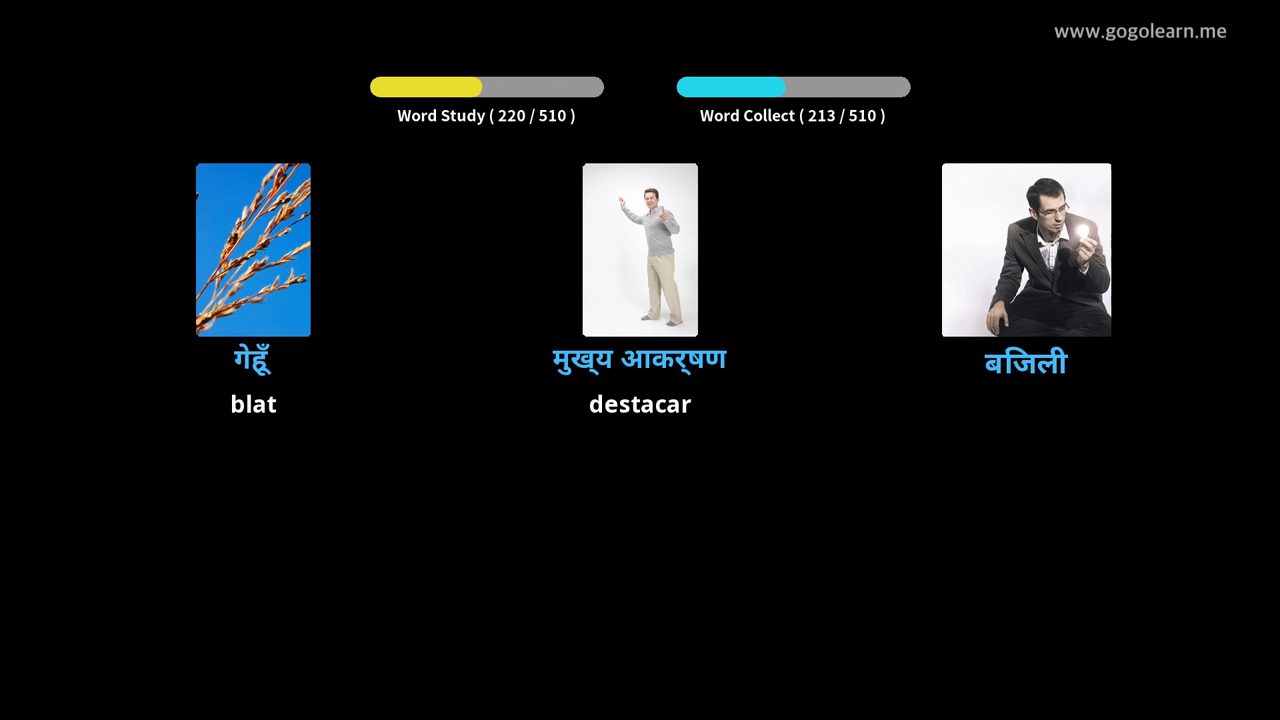 www.gogolearn.me
Word Study ( 220 / 510 )
Word Collect ( 213 / 510 )
गेहूँ
मुख्‌य आकर्‌षण
बजिली
blat
destacar